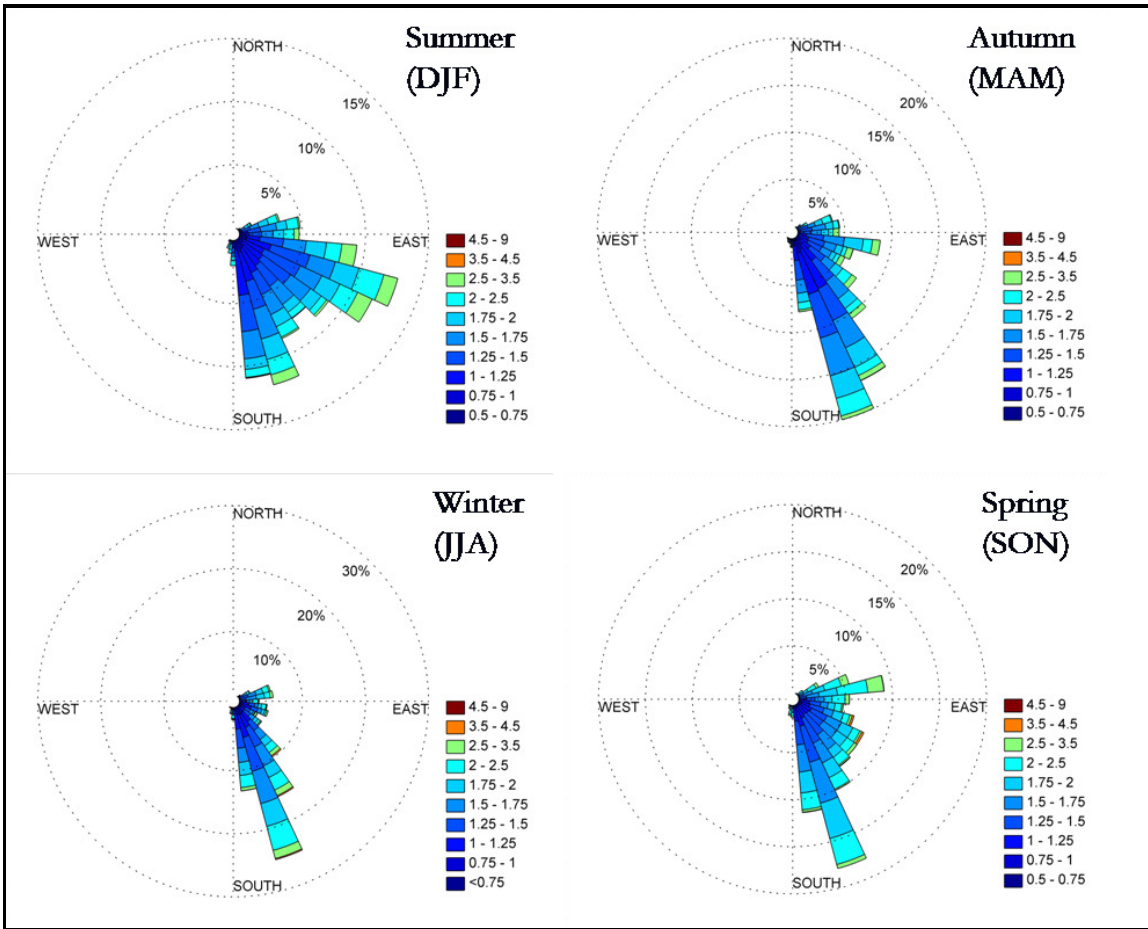 Summer
(DJF)
NORTH
15%
10%
5%
WEST
EAST
SOUTH
4.5 - 9
3.5 - 4.5
2.5 - 3.5
2 - 2.5
1.75 - 2
1.5 - 1.75
1.25 - 1.5
1 - 1.25
0.75 - 1
0.5 - 0.75
Autumn
(MAM)
NORTH
20%
15%
10%
5%
WEST
EAST
SOUTH
4.5 - 9
3.5 - 4.5
2.5 - 3.5
2 - 2.5
1.75 - 2
1.5 - 1.75
1.25 - 1.5
1 - 1.25
0.75 - 1
0.5 - 0.75
Winter
(JJA)
NORTH
30%
20%
10%
WEST
EAST
SOUTH
4.5 - 9
3.5 - 4.5
2.5 - 3.5
2 - 2.5
1.75 - 2
1.5 - 1.75
1.25 - 1.5
1 - 1.25
0.75 - 1
<0.75
Spring
(SON)
NORTH
20%
15%
10%
5%
WEST
EAST
SOUTH
4.5 - 9
3.5 - 4.5
2.5 - 3.5
2 - 2.5
1.75 - 2
1.5 - 1.75
1.25 - 1.5
1 - 1.25
0.75 - 1
0.5 - 0.75